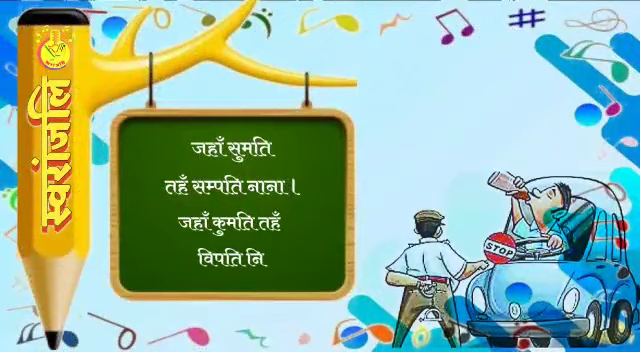 स्वरांजलि
जहाँ सुमति
तहँ सम्पति नाना ।
जहाँ कुमति तहँ
विपति नि
STOP